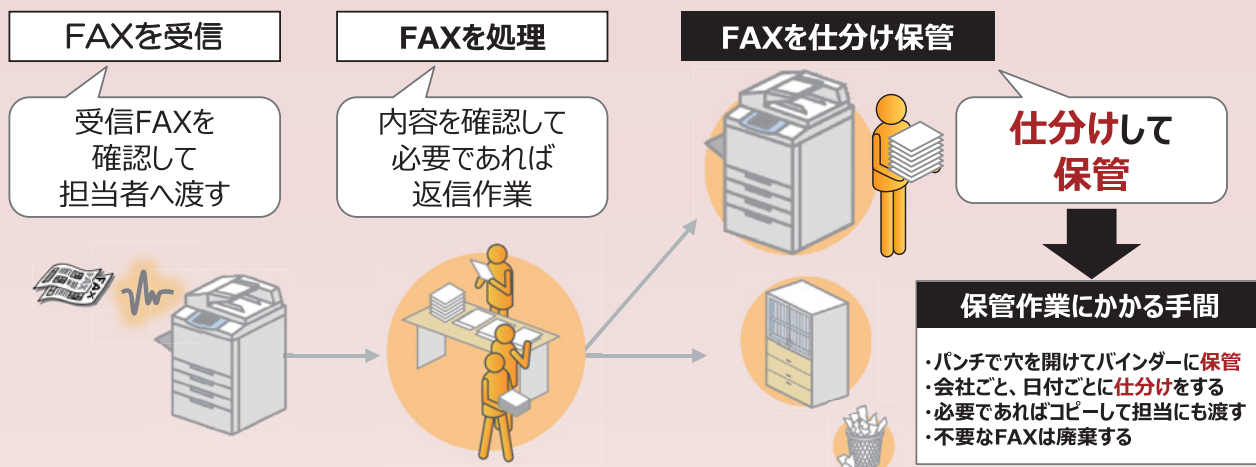 FAXを受信
受信FAXを
確認して
担当者へ渡す
FAXを処理
内容を確認して
必要であれば
返信作業
FAXを仕分け保管
仕分けして
保管
保管作業にかかる手間
・パンチで穴を開けてバインダーに保管
・会社ごと、日付ごとに仕分けをする
・必要であればコピーして担当にも渡す
・不要なFAXは廃棄する
FAX